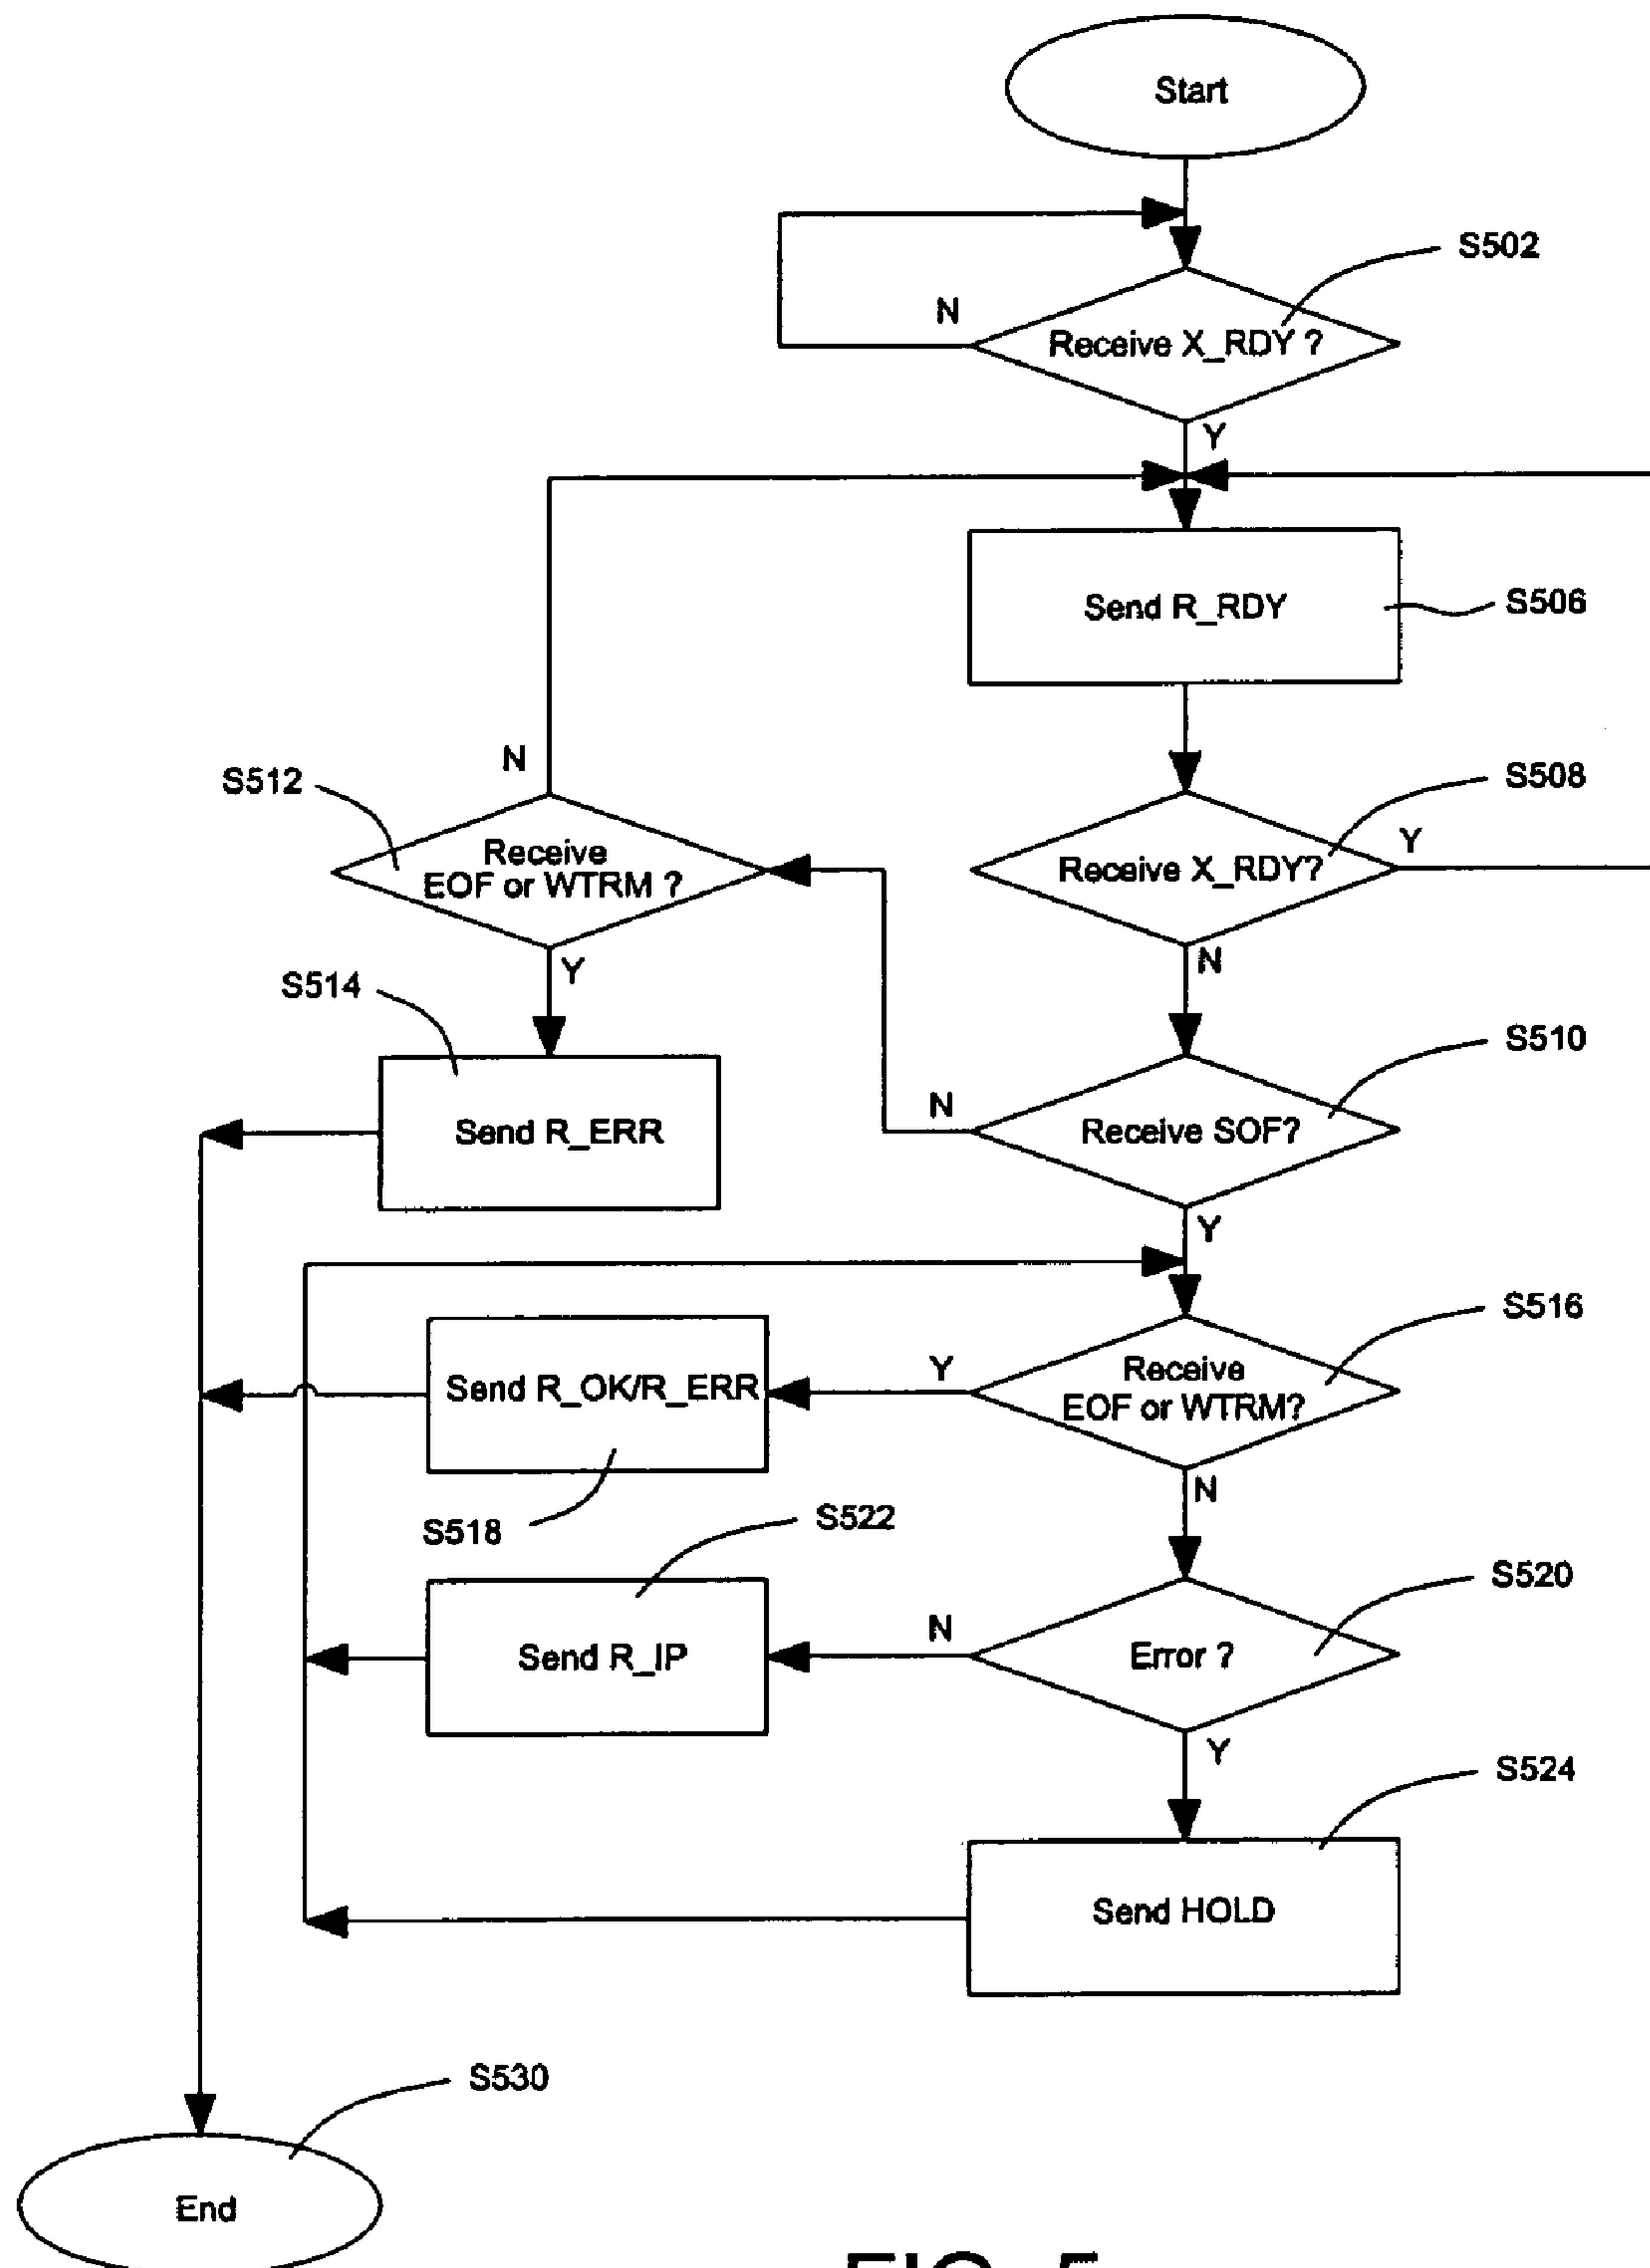 Start
S502
N
Receive X_RDY ?
Y
Send R_RDY
S506
N
S512
S508
Receive
EOF or WTRM ?
Receive X_RDY?
Y
Y
N
S514
S510
Send R_ERR
N
Receive SOF?
Y
S516
Send R_OK/R_ERR
Y
Receive
EOF or WTRM?
N
S518
S522
S520
Send R_IP
N
Error ?
Y
S524
Send HOLD
S530
End
FIG. 5